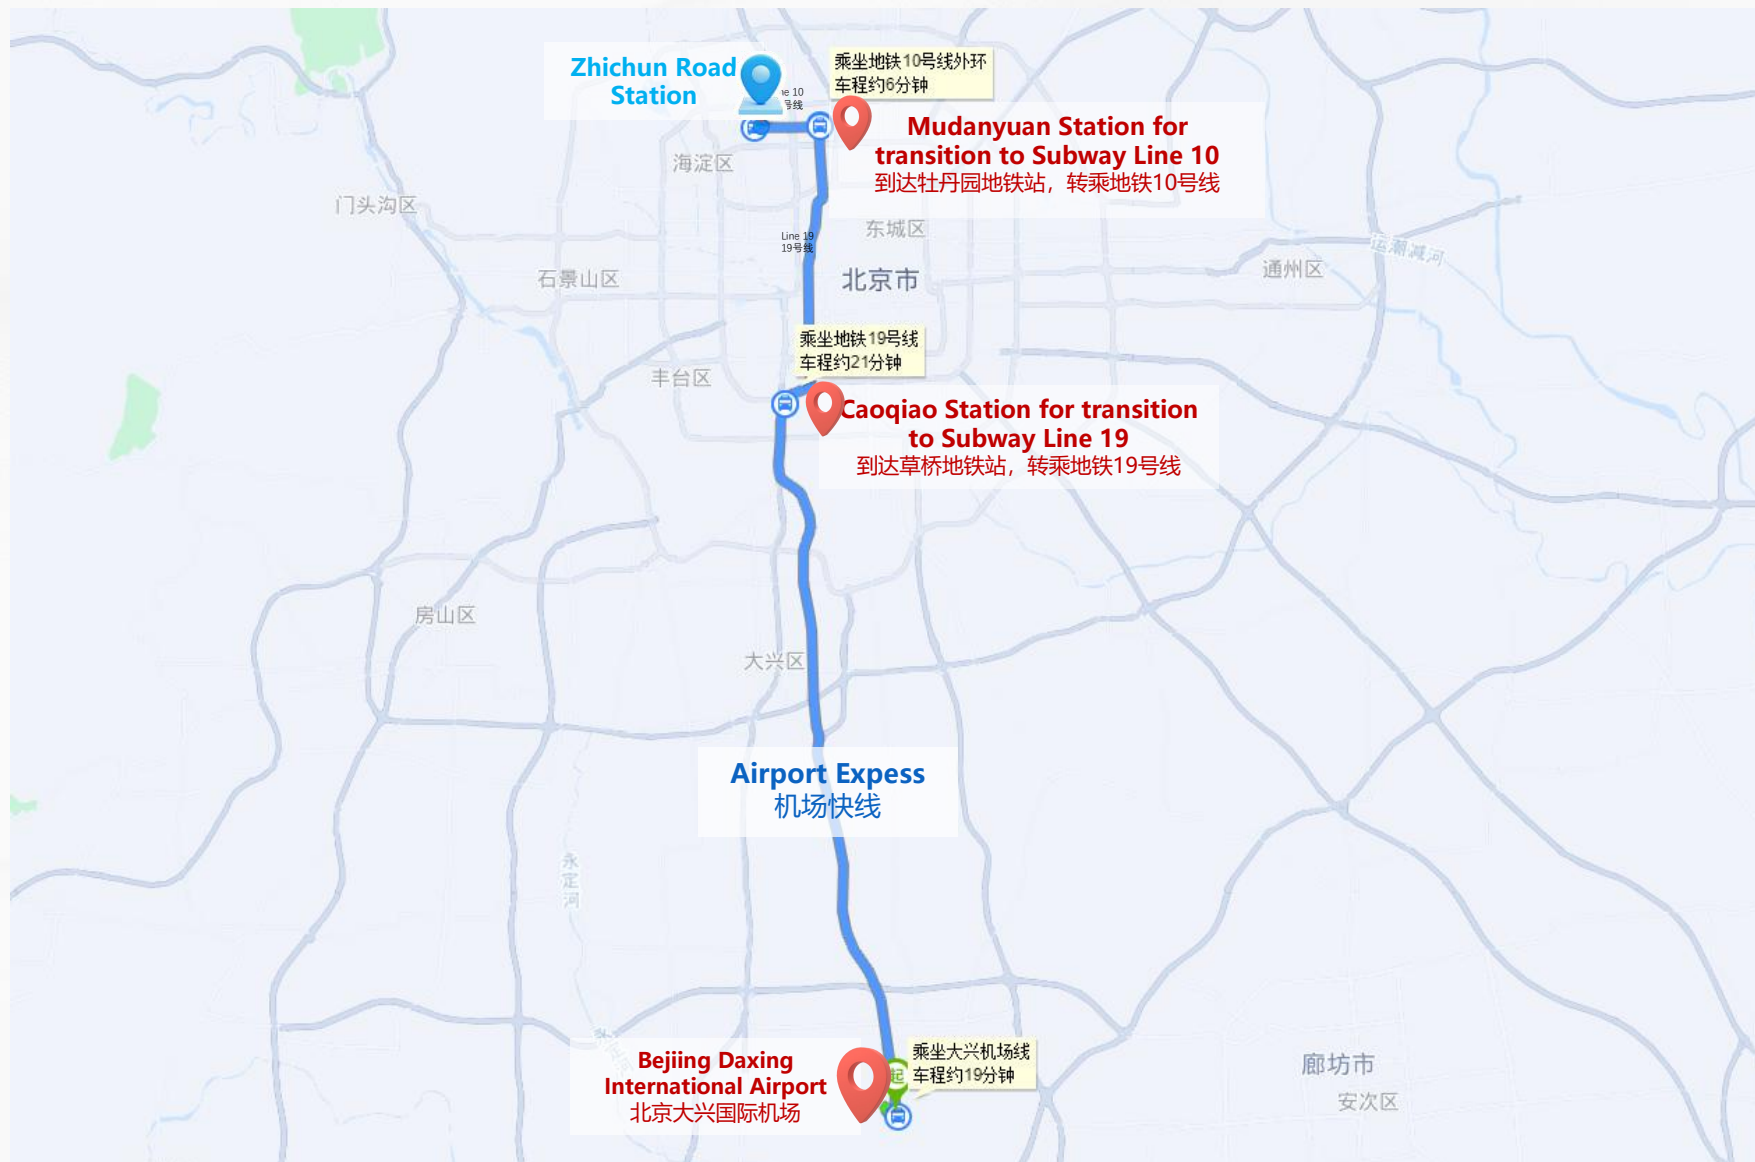 Zhichun Road
Station
乘坐地铁10号线外环
车程约6分钟
10
号线
Mudanyuan Station for
transition to Subway Line 10
到达牡丹园地铁站，转乘地铁10号线
海淀区
门头沟区
Line 19
19号线
东城区
运潮减河
石景山区
北京市
通州区
乘坐地铁19号线
车程约21分钟
丰台区
Caoqiao Station for transition
to Subway Line 19
到达草桥地铁站，转乘地铁19号线
房山区
大兴区
Airport Expess
机场快线
永定河
乘坐大兴机场线
车程约19分钟
Bejiing Daxing
International Airport
北京大兴国际机场
起
廊坊市
安次区